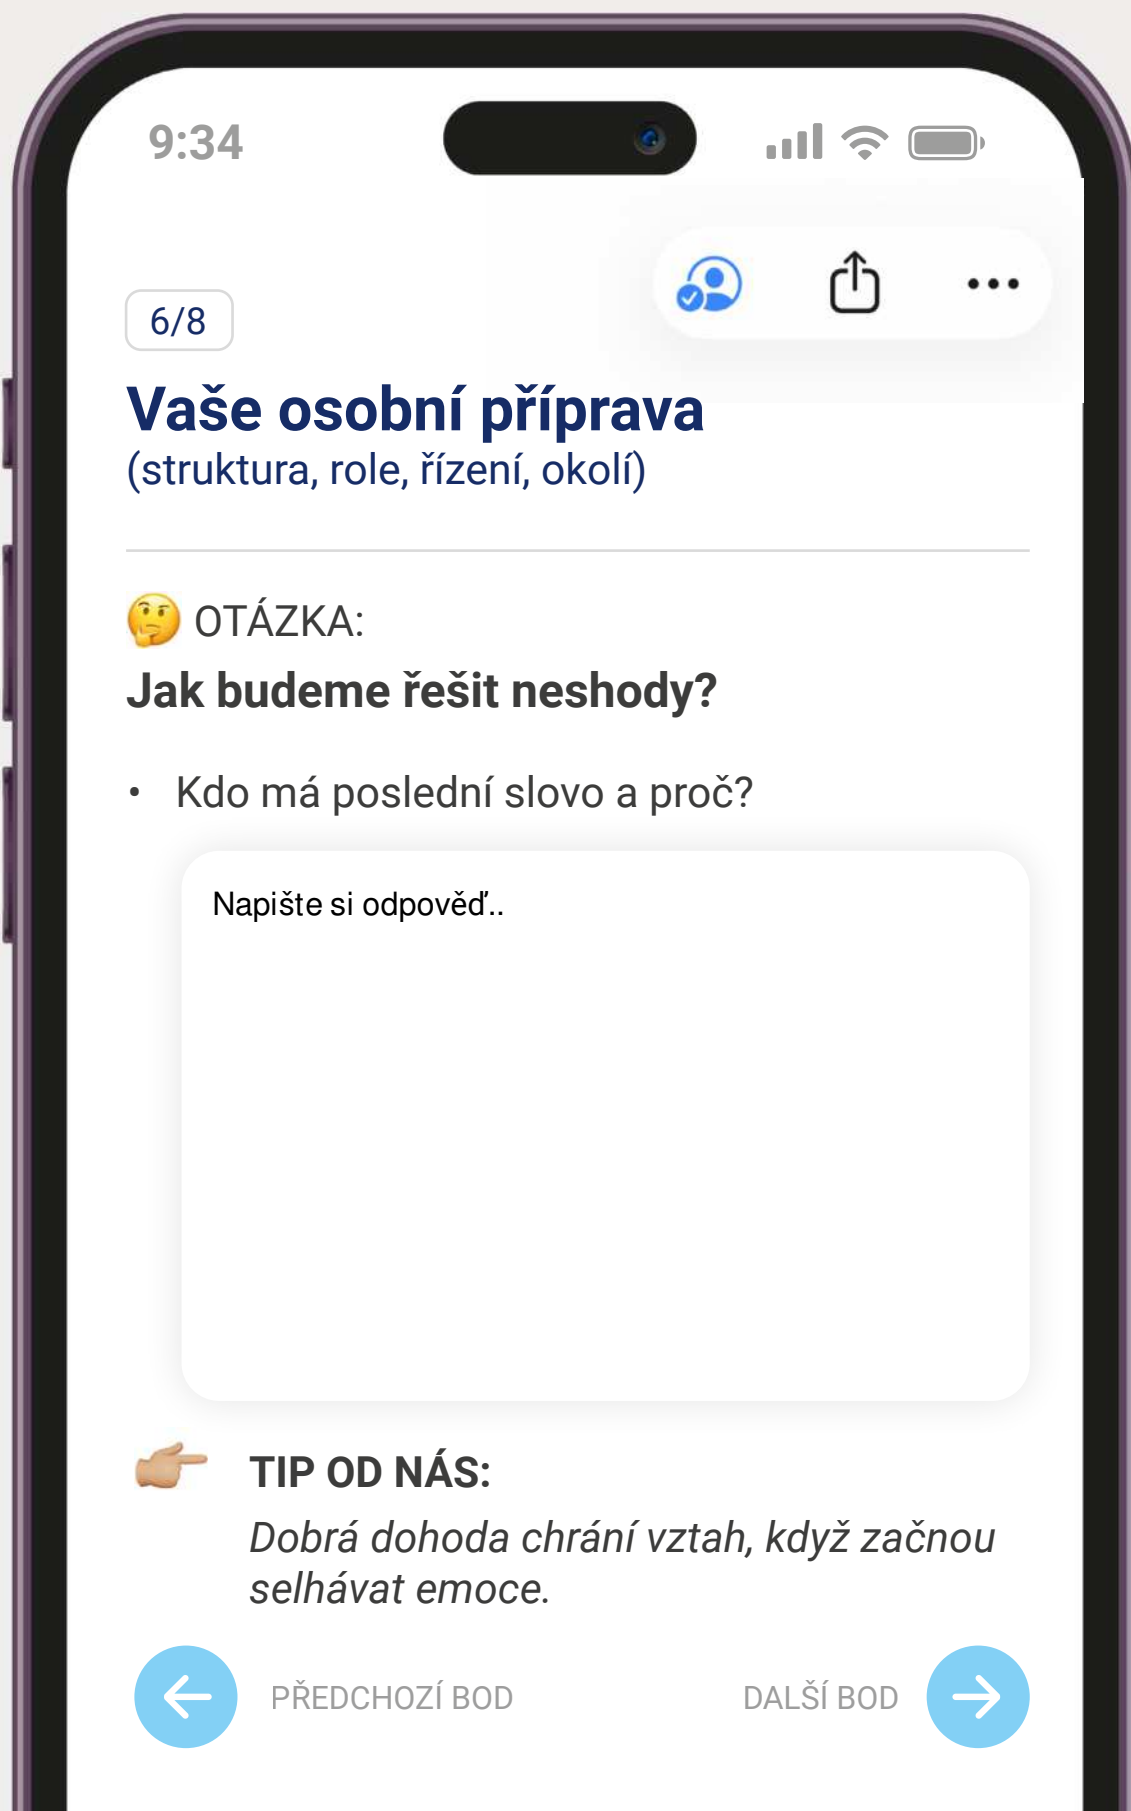 9:34
6/8
Vaše osobní příprava
(struktura, role, řízení, okolí)
OTÁZKA:
Jak budeme řešit neshody?
• Kdo má poslední slovo a proč?
Napište si odpověď..
TIP OD NÁS:
Dobrá dohoda chrání vztah, když začnou
selhávat emoce.
PŘEDCHOZÍ BOD
DALŠÍ BOD